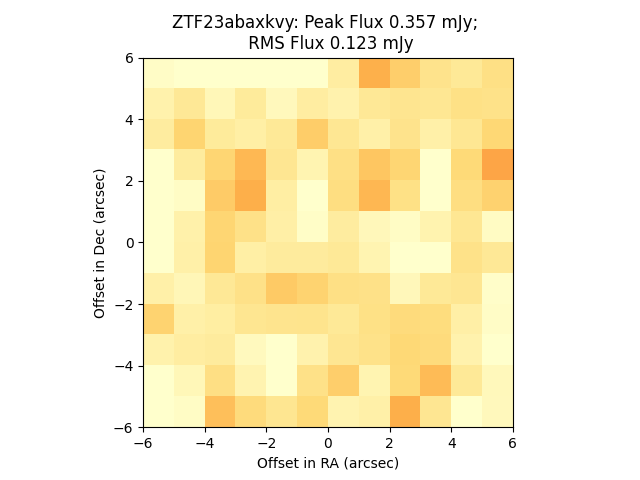 ZTF23abaxkvy: Peak Flux 0.357 mJy;
RMS Flux 0.123 mJy
6
4
2
0
−2
−4
−6
Offset in Dec (arcsec)
−6 −4 −2 0 2 4 6
Offset in RA (arcsec)